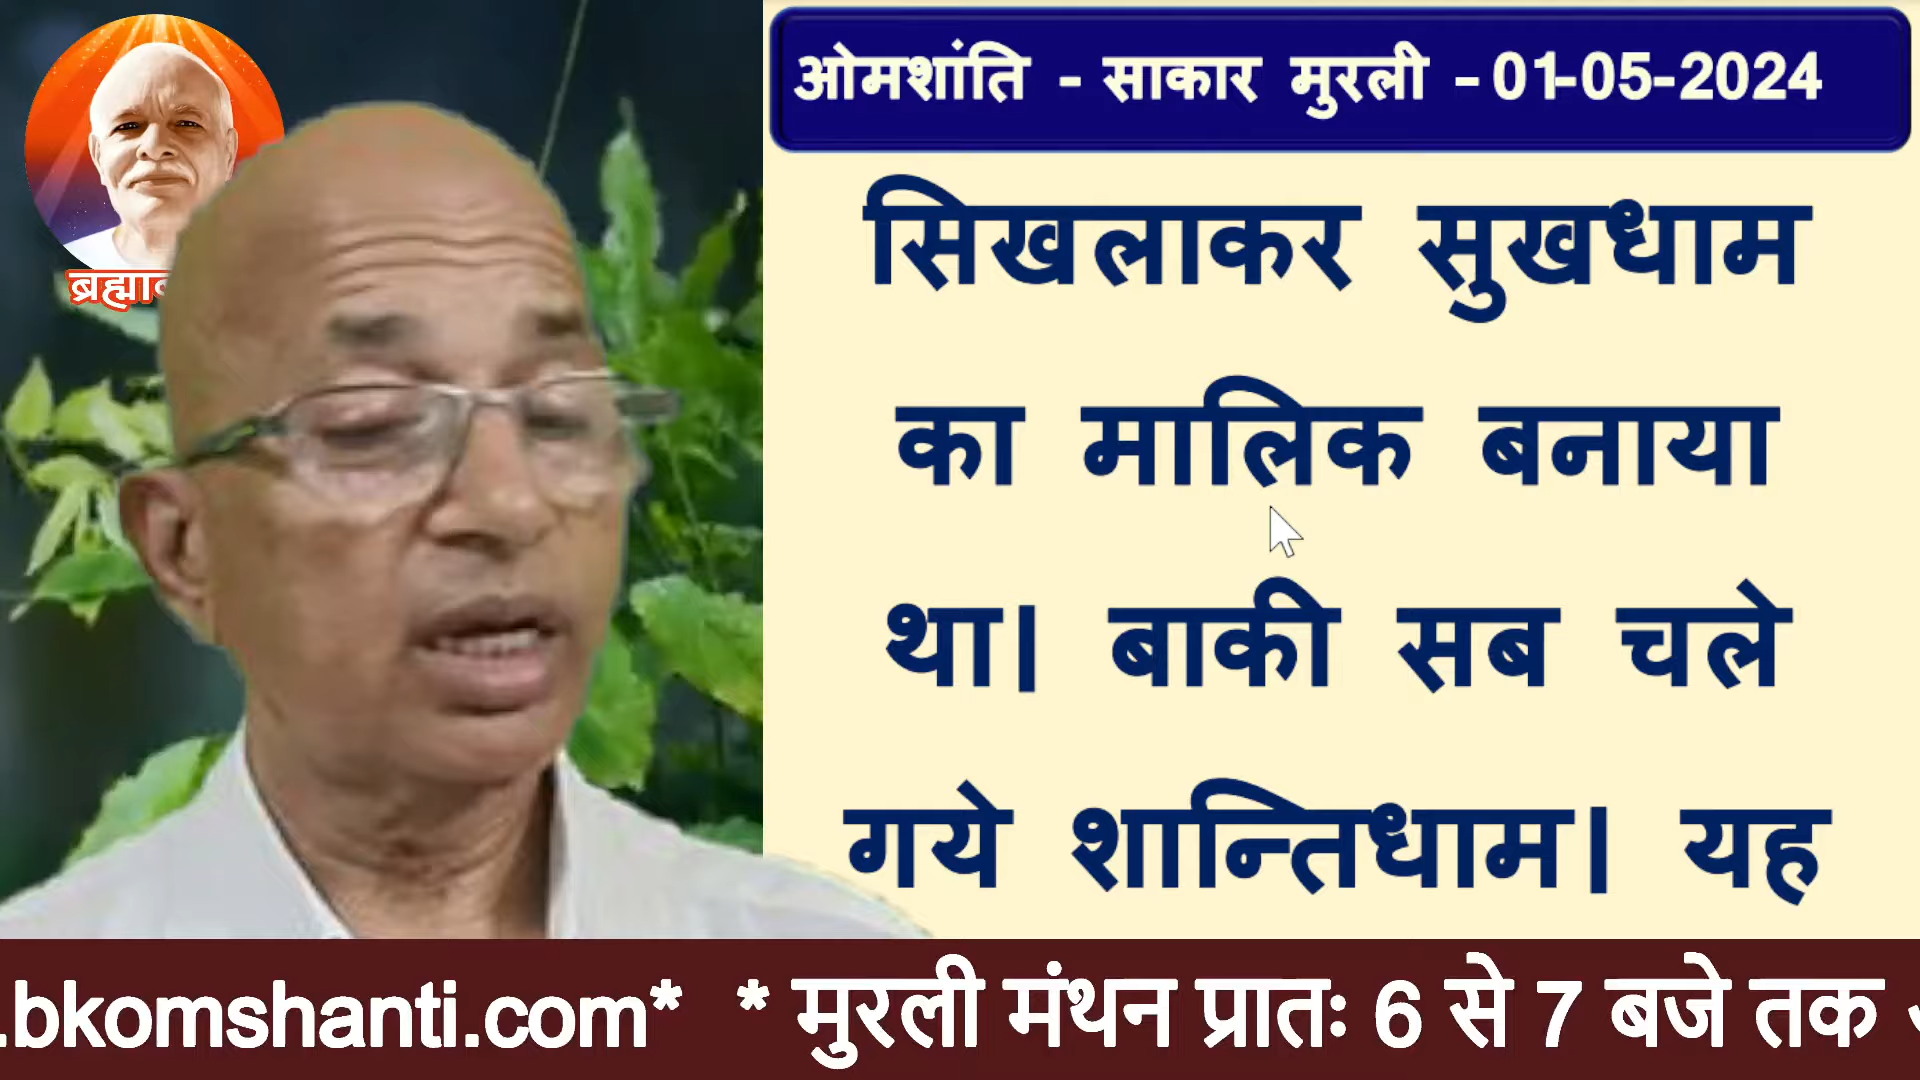 ओमशांति - साकार मुरली - 01-05-2024
सिखलाकर सुखधाम
का मालिक बनाया
था। बाकी सब चले
गये शान्तिधाम। यह
.bkomshanti.com* * मुरली मंथन प्रातः 6 से 7 बजे तक